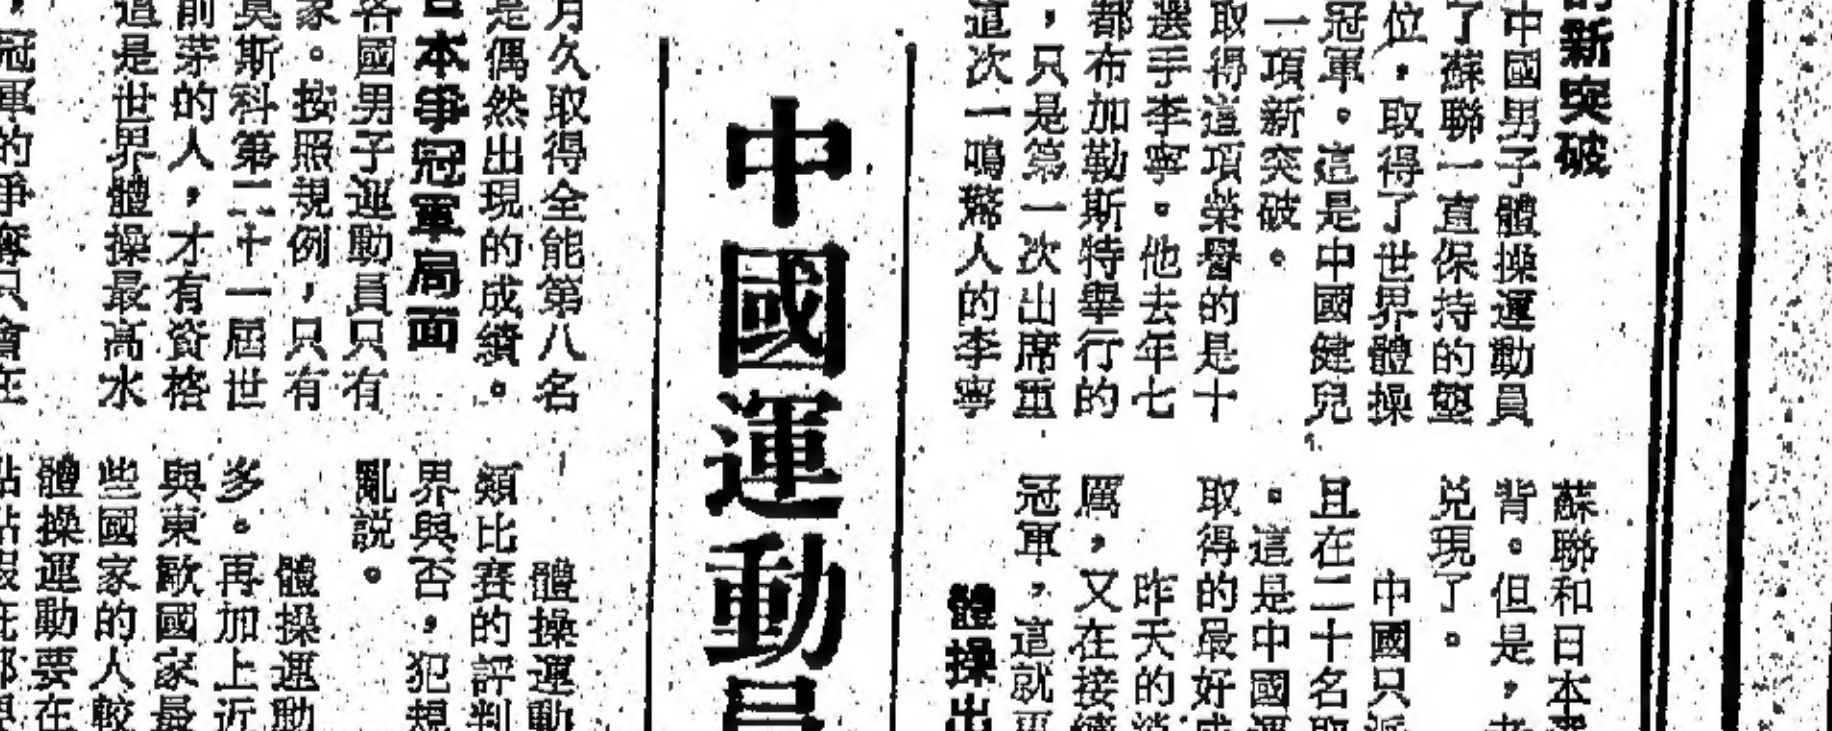 新突破
中國男子體操運動員
了蘇聯一直保持的壟
位，取得了世界體操
冠軍。這是中國健兒
一項新突破。
取得這項榮譽的是十
選手李寧。他去年七
都布加勒斯特舉行的
，只是第一次出席重
這次一鳴驚人的李寧
蘇聯和日本
背。但是，
兌現了。
中國只
且在二十名
。這是中國運
取得的最好成
昨天的
厲，又在接
冠軍，這就
體操出
中國運動員
月久取得全能第八名
是偶然出現的成績。
日本爭冠軍局面
各國男子運動員只有
家。按照規例，只有
莫斯科第二十一屆世
前茅的人，才有資格
這是世界體操最高水
冠軍的爭奪只會在
體操運動
類比賽的評判
界與否，犯規
亂説。
體操運動
多。再加上近
與東歐國家最
些國家的人較
體操運動要在